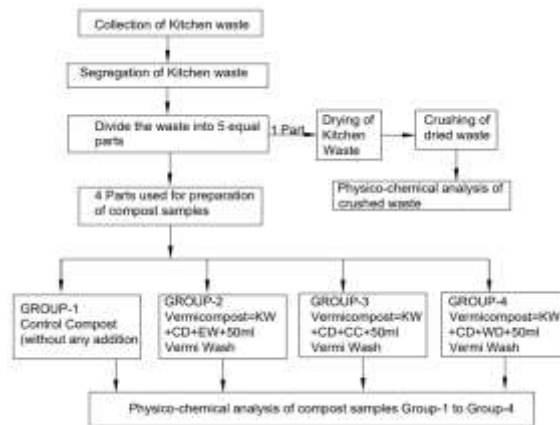 Collection of Kitchen waste
Segregation of Kitchen waste
Divide the waste into 5 equal
parts
1 Part
Drying of
Kitchen
Waste
Crushing of
dried waste
Physico-chemical analysis of
crushed waste
4 Parts used for preparation
of compost samples
GROUP-1
Control Compost
(without any addition
GROUP-2
Vermicompost=KW
+CD+EW+50ml
Vermi Wash
GROUP-3
Vermicompost=KW
+CD+CC+50ml
Vermi Wash
GROUP-4
Vermicompost=KW
+CD+WD+50ml
Vermi Wash
Physico-chemical analysis of compost samples Group-1 to Group-4